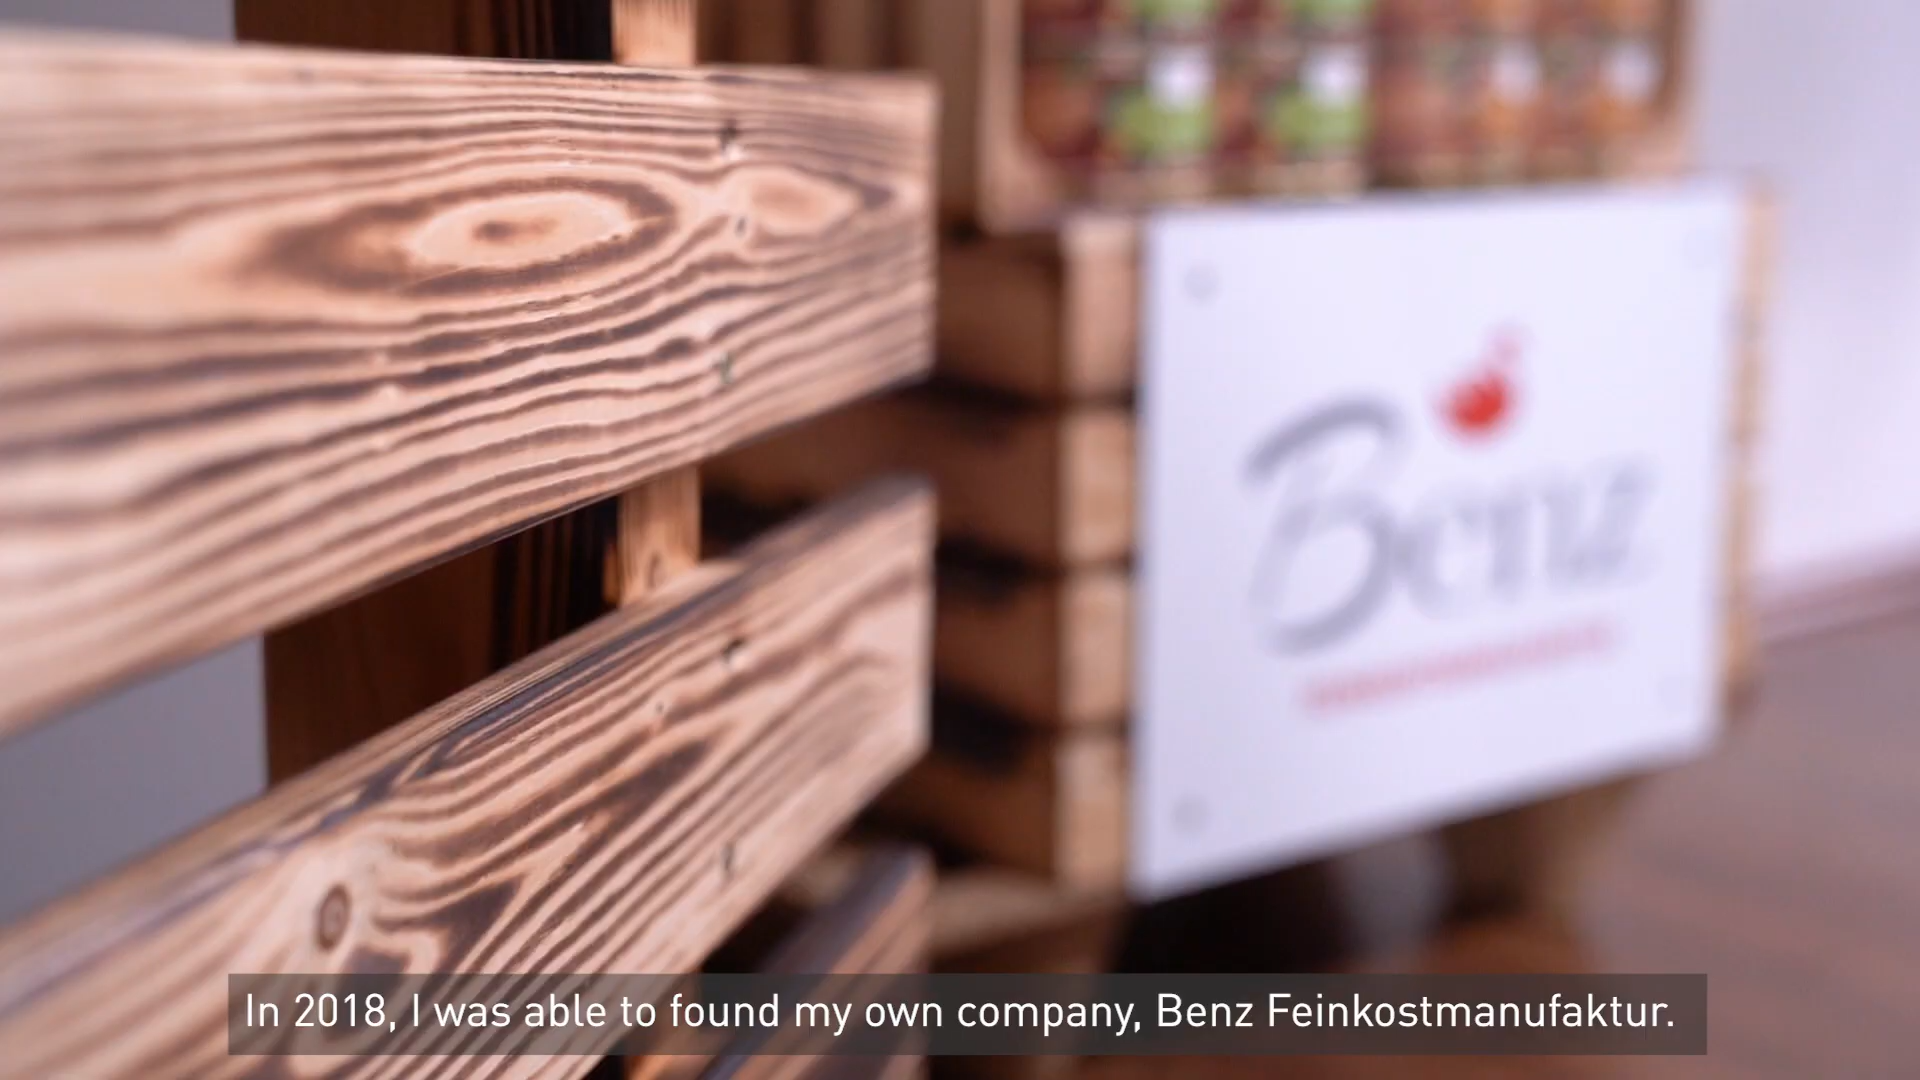 Benz
In 2018, I was able to found my own company, Benz Feinkostmanufaktur.